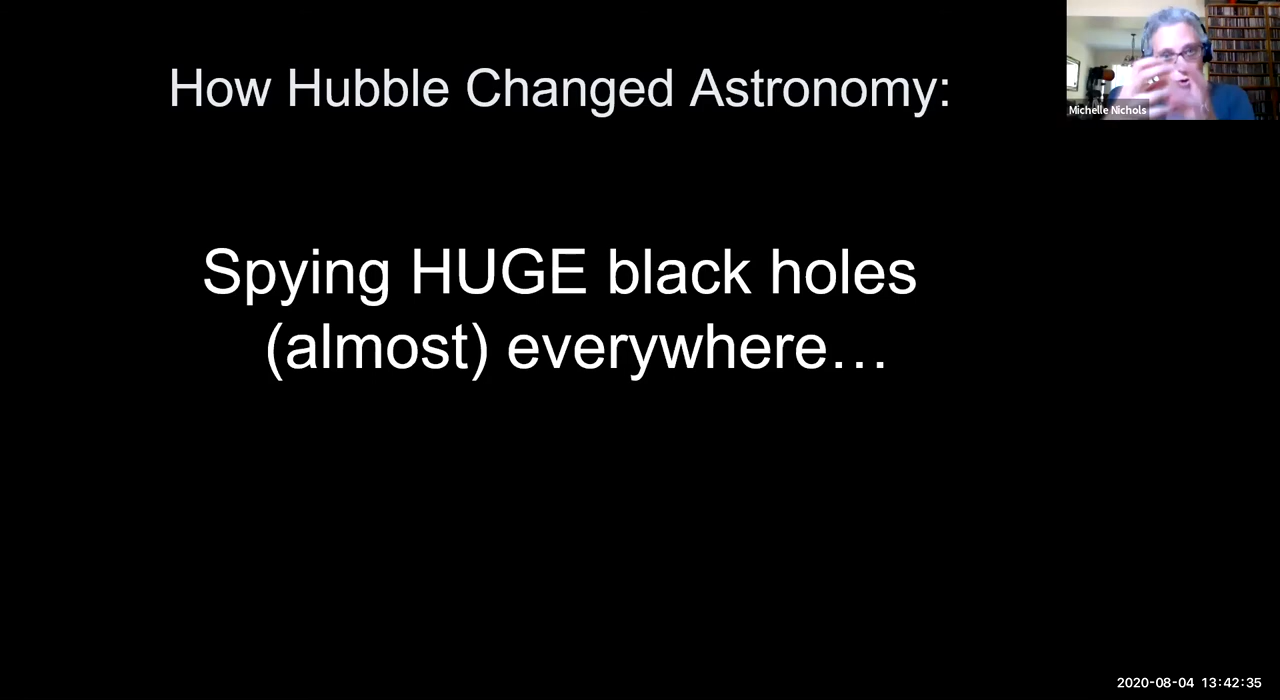 How Hubble Changed Astronomy:
Michelle Nichols
Spying HUGE black holes
(almost) everywhere…
2020-08-04 13:42:35